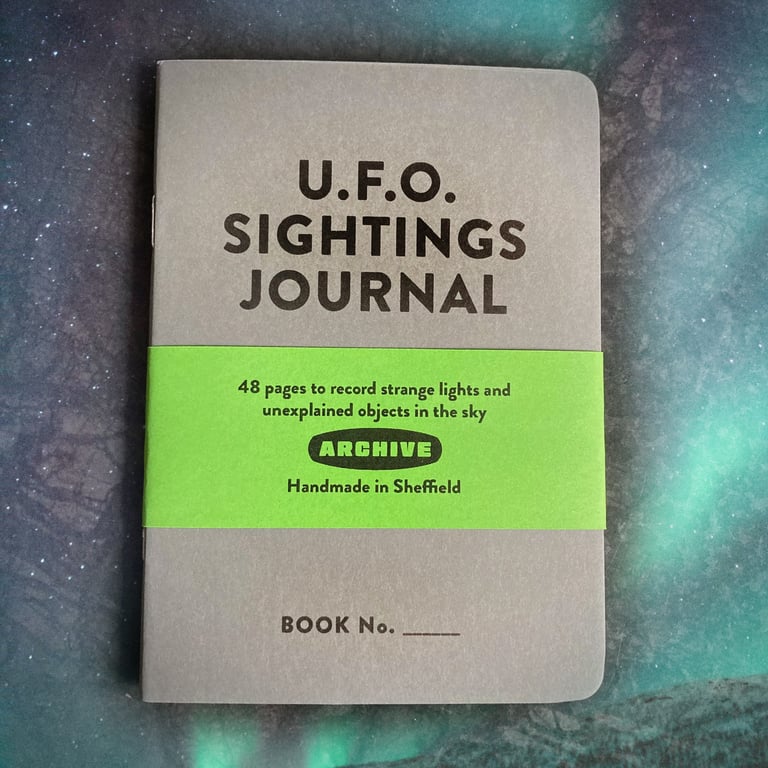 U.F.O.
SIGHTINGS
JOURNAL
48 pages to record strange lights and
unexplained objects in the sky
ARCHIVE
Handmade in Sheffield
BOOK No. _____